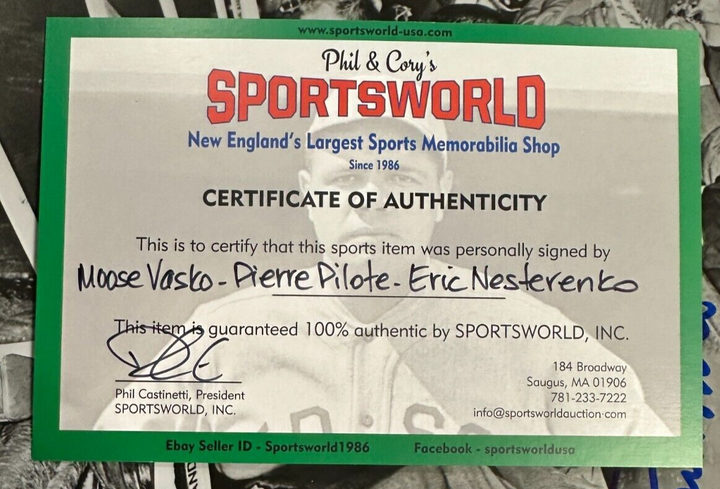 www.sportsworld-usa.com
Phil & Cory's
SPORTSWORLD
New England's Largest Sports Memorabilia Shop
Since 1986
CERTIFICATE OF AUTHENTICITY
This is to certify that this sports item was personally signed by
Moose Vasko - Pierre Pilote - Eric Nesterenko
This item is guaranteed 100% authentic by SPORTSWORLD, INC.
Phil Castinetti, President
SPORTSWORLD, INC.
184 Broadway
Saugus, MA 01906
781-233-7222
info@sportsworldauction.com
Ebay Seller ID - Sportsworld1986
Facebook - sportsworldusa